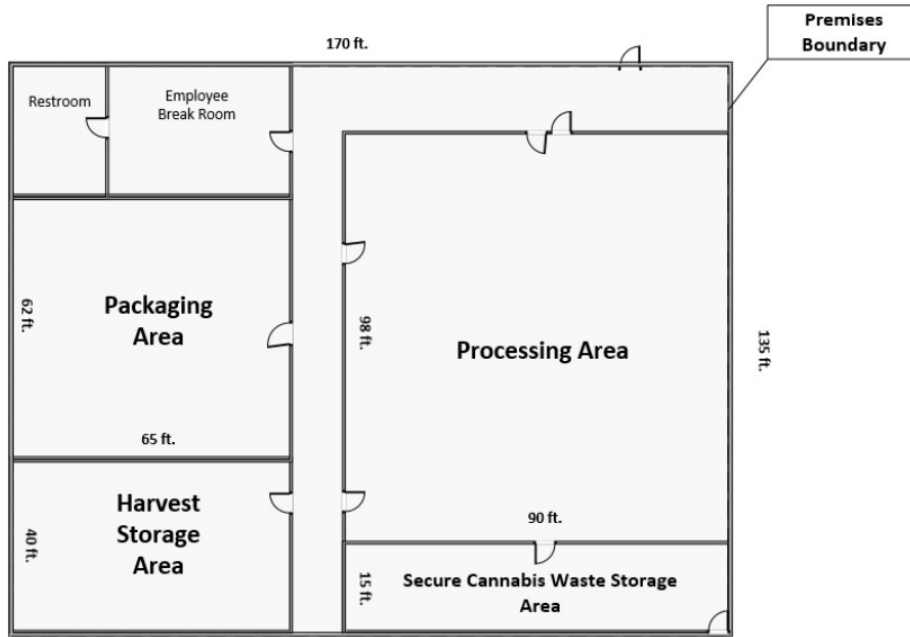 Premises
Boundary
170 ft.
Restroom
Employee
Break Room
Packaging
Area
62 ft.
65 ft.
98 ft.
Processing Area
135 ft.
Harvest
Storage
Area
40 ft.
90 ft.
15 ft.
Secure Cannabis Waste Storage
Area